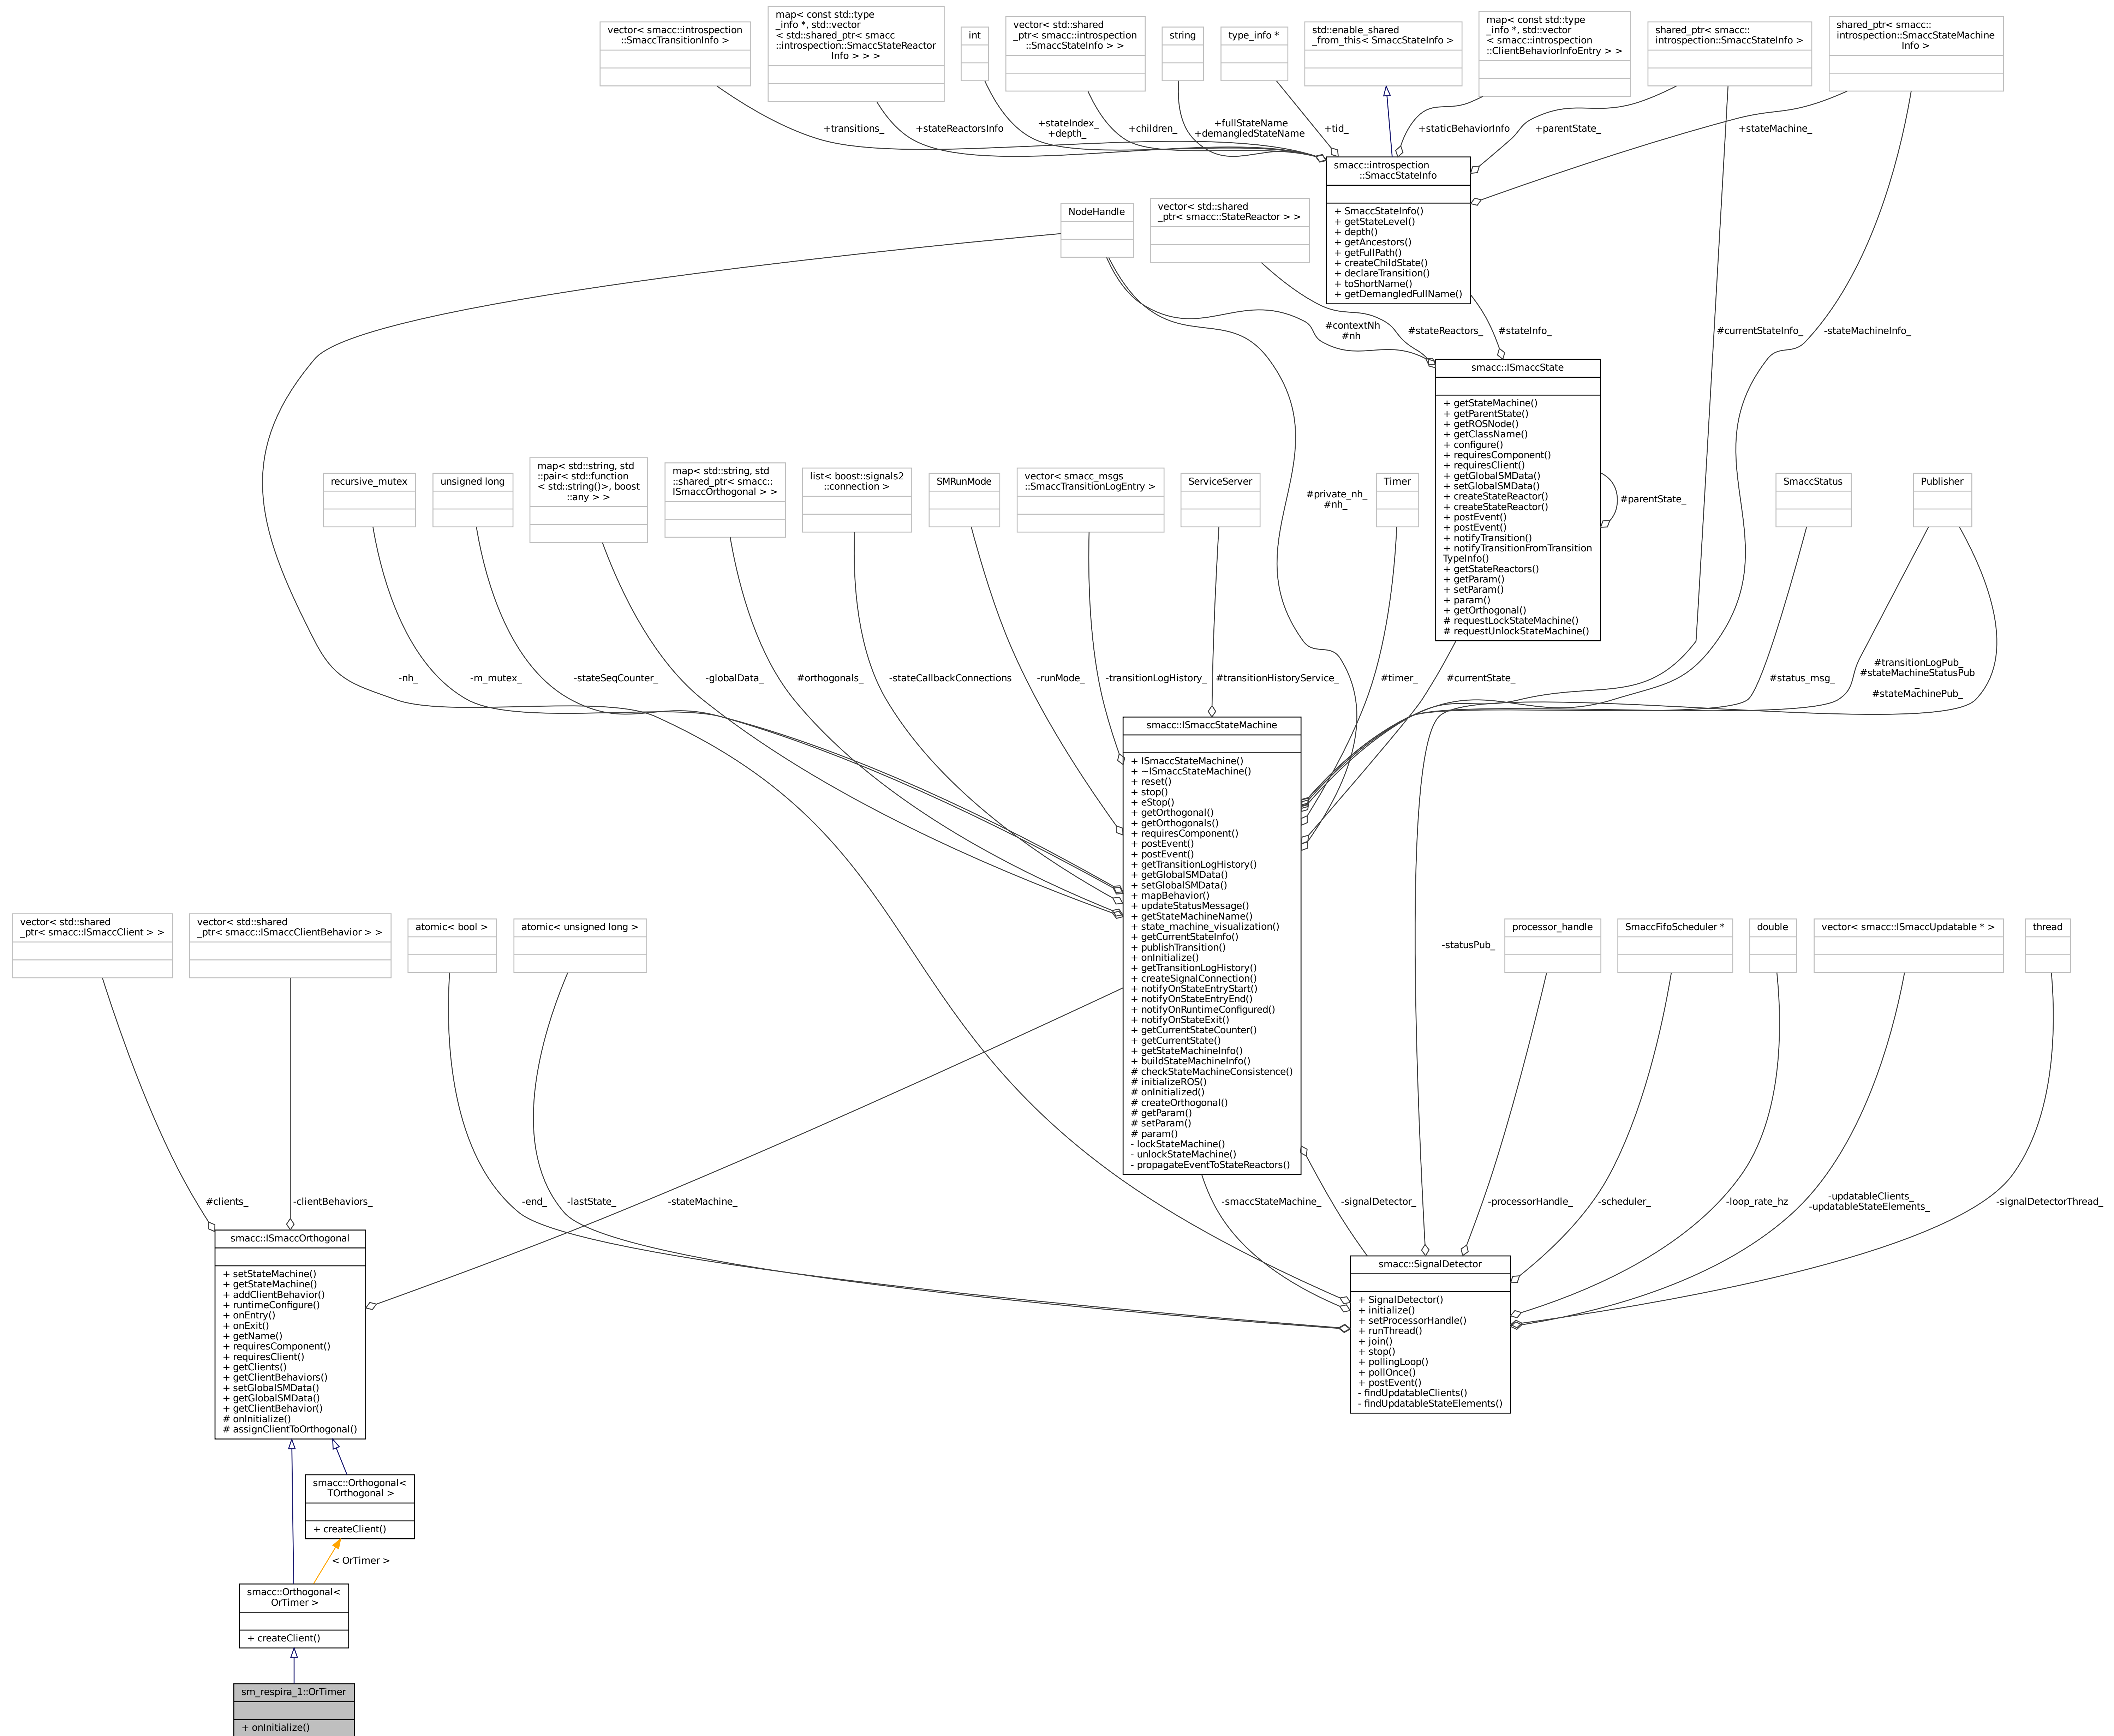 vector< smacc::introspection
::SmaccTransitionInfo >
map< const std::type
_info *, std::vector
< std::shared_ptr< smacc
::introspection::SmaccStateReactor
Info > > >
int
vector< std::shared
_ptr< smacc::introspection
::SmaccStateInfo > >
string
type_info *
std::enable_shared
_from_this< SmaccStateInfo >
map< const std::type
_info *, std::vector
< smacc::introspection
::ClientBehaviorInfoEntry > >
shared_ptr< smacc::
introspection::SmaccStateInfo >
shared_ptr< smacc::
introspection::SmaccStateMachine
Info >
+transitions_
+stateReactorsInfo
+stateIndex_
+depth_
+children_
+fullStateName
+demangledStateName
+tid_
+staticBehaviorInfo
+parentState_
+stateMachine_
smacc::introspection
::SmaccStateInfo
+ SmaccStateInfo()
+ getStateLevel()
+ depth()
+ getAncestors()
+ getFullPath()
+ createChildState()
+ declareTransition()
+ toShortName()
+ getDemangledFullName()
NodeHandle
vector< std::shared
_ptr< smacc::StateReactor > >
#contextNh
#nh
#stateReactors_
#stateInfo_
#currentStateInfo_
-stateMachineInfo_
smacc::ISmaccState
+ getStateMachine()
+ getParentState()
+ getROSNode()
+ getClassName()
+ configure()
+ requiresComponent()
+ requiresClient()
+ getGlobalSMData()
+ setGlobalSMData()
+ createStateReactor()
+ createStateReactor()
+ postEvent()
+ postEvent()
+ notifyTransition()
+ notifyTransitionFromTransition
TypeInfo()
+ getStateReactors()
+ getParam()
+ setParam()
+ param()
+ getOrthogonal()
# requestLockStateMachine()
# requestUnlockStateMachine()
#parentState_
recursive_mutex
unsigned long
map< std::string, std
::pair< std::function
< std::string()>, boost
::any > >
map< std::string, std
::shared_ptr< smacc::
ISmaccOrthogonal > >
list< boost::signals2
::connection >
SMRunMode
vector< smacc_msgs
::SmaccTransitionLogEntry >
ServiceServer
#private_nh_
#nh_
Timer
SmaccStatus
Publisher
-nh_
-m_mutex_
-stateSeqCounter_
-globalData_
#orthogonals_
-stateCallbackConnections
-runMode_
-transitionLogHistory_
#transitionHistoryService_
#timer_
#currentState_
#status_msg_
#transitionLogPub_
#stateMachineStatusPub
_
#stateMachinePub_
smacc::ISmaccStateMachine
+ ISmaccStateMachine()
+ ~ISmaccStateMachine()
+ reset()
+ stop()
+ eStop()
+ getOrthogonal()
+ getOrthogonals()
+ requiresComponent()
+ postEvent()
+ postEvent()
+ getTransitionLogHistory()
+ getGlobalSMData()
+ setGlobalSMData()
+ mapBehavior()
+ updateStatusMessage()
+ getStateMachineName()
+ state_machine_visualization()
+ getCurrentStateInfo()
+ publishTransition()
+ onInitialize()
+ getTransitionLogHistory()
+ createSignalConnection()
+ notifyOnStateEntryStart()
+ notifyOnStateEntryEnd()
+ notifyOnRuntimeConfigured()
+ notifyOnStateExit()
+ getCurrentStateCounter()
+ getCurrentState()
+ getStateMachineInfo()
+ buildStateMachineInfo()
# checkStateMachineConsistence()
# initializeROS()
# onInitialized()
# createOrthogonal()
# getParam()
# setParam()
# param()
- lockStateMachine()
- unlockStateMachine()
- propagateEventToStateReactors()
vector< std::shared
_ptr< smacc::ISmaccClient > >
vector< std::shared
_ptr< smacc::ISmaccClientBehavior > >
atomic< bool >
atomic< unsigned long >
-statusPub_
processor_handle
SmaccFifoScheduler *
double
vector< smacc::ISmaccUpdatable * >
thread
#clients_
-clientBehaviors_
-end_
-lastState_
-stateMachine_
-smaccStateMachine_
-signalDetector_
-processorHandle_
-scheduler_
-loop_rate_hz
-updatableClients_
-updatableStateElements_
-signalDetectorThread_
smacc::ISmaccOrthogonal
+ setStateMachine()
+ getStateMachine()
+ addClientBehavior()
+ runtimeConfigure()
+ onEntry()
+ onExit()
+ getName()
+ requiresComponent()
+ requiresClient()
+ getClients()
+ getClientBehaviors()
+ setGlobalSMData()
+ getGlobalSMData()
+ getClientBehavior()
# onInitialize()
# assignClientToOrthogonal()
smacc::SignalDetector
+ SignalDetector()
+ initialize()
+ setProcessorHandle()
+ runThread()
+ join()
+ stop()
+ pollingLoop()
+ pollOnce()
+ postEvent()
- findUpdatableClients()
- findUpdatableStateElements()
smacc::Orthogonal<
TOrthogonal >
+ createClient()
< OrTimer >
smacc::Orthogonal<
OrTimer >
+ createClient()
sm_respira_1::OrTimer
+ onInitialize()